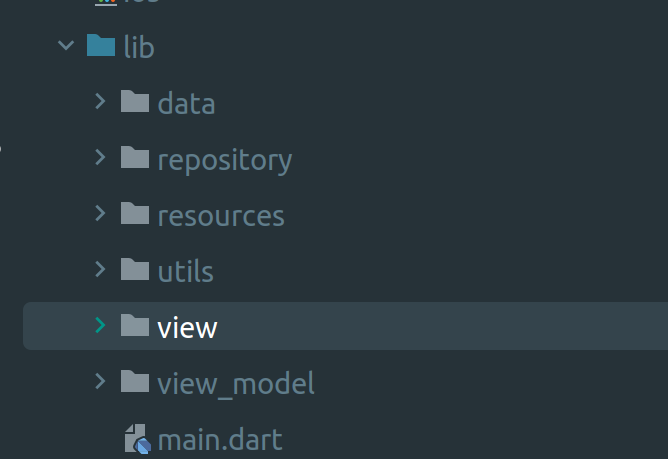 lib
data
repository
resources
utils
view
view_model
main.dart